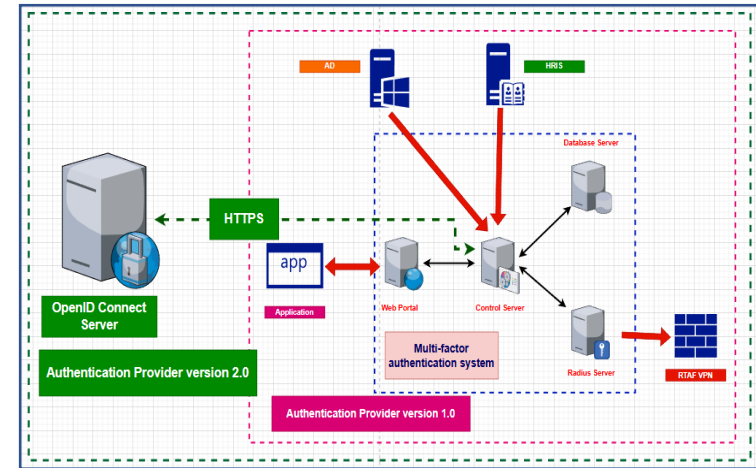 AD
HRIS
Database Server
HTTPS
app
OpenID Connect
Server
Application
Web Portal
Control Server
Multi-factor
authentication system
Radius Server
RTAF VPN
Authentication Provider version 2.0
Authentication Provider version 1.0